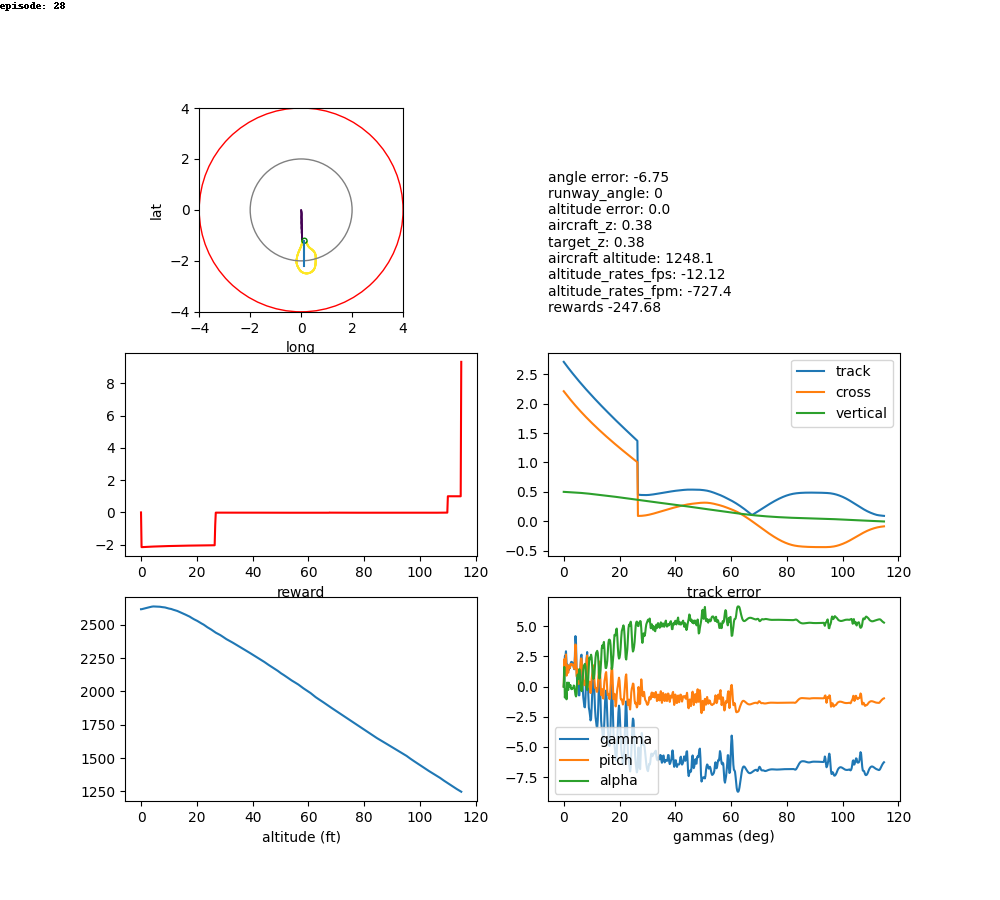 episode: 28
4
2
0
−2
−4
lat
−4 −2 0 2 4
long
angle error: -6.75
runway_angle: 0
altitude error: 0.0
aircraft_z: 0.38
target_z: 0.38
aircraft altitude: 1248.1
altitude_rates_fps: -12.12
altitude_rates_fpm: -727.4
rewards -247.68
8
6
4
2
0
−2
0 20 40 60 80 100 120
reward
2.5
2.0
1.5
1.0
0.5
0.0
−0.5
track
cross
vertical
0 20 40 60 80 100 120
track error
2500
2250
2000
1750
1500
1250
0 20 40 60 80 100 120
altitude (ft)
5.0
2.5
0.0
−2.5
−5.0
−7.5
gamma
pitch
alpha
0 20 40 60 80 100 120
gammas (deg)